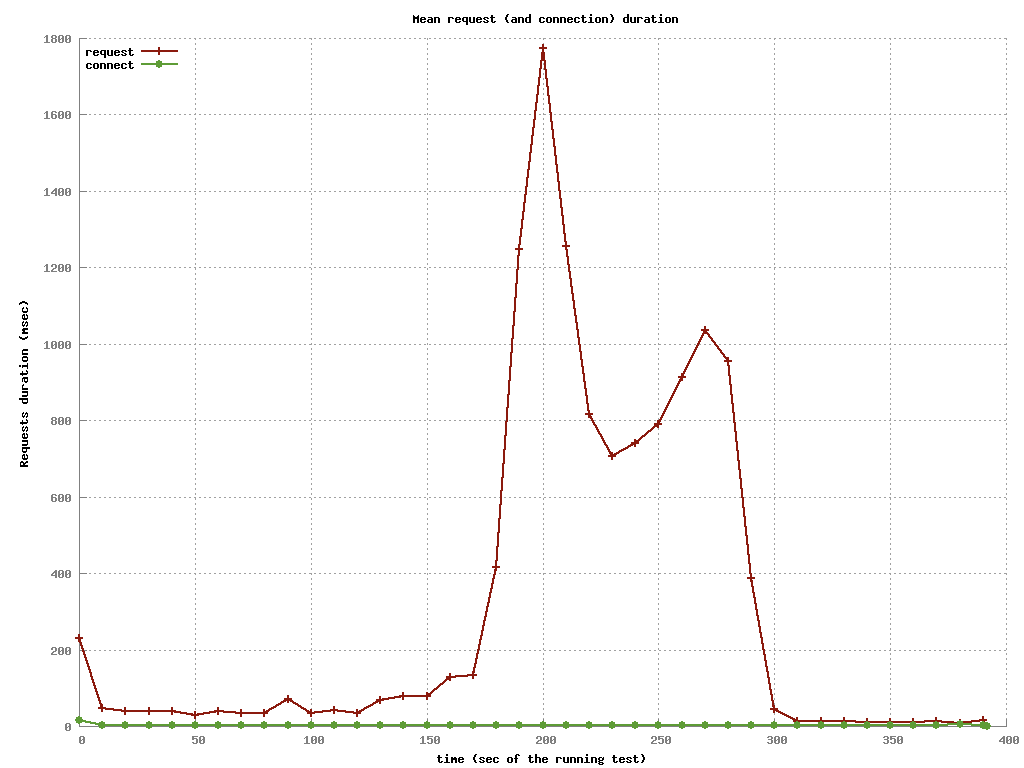 Mean request (and connection) duration
request
connect
1800
1600
1400
1200
1000
800
600
400
200
0
Requests duration (msec)
0 50 100 150 200 250 300 350 400
time (sec of the running test)